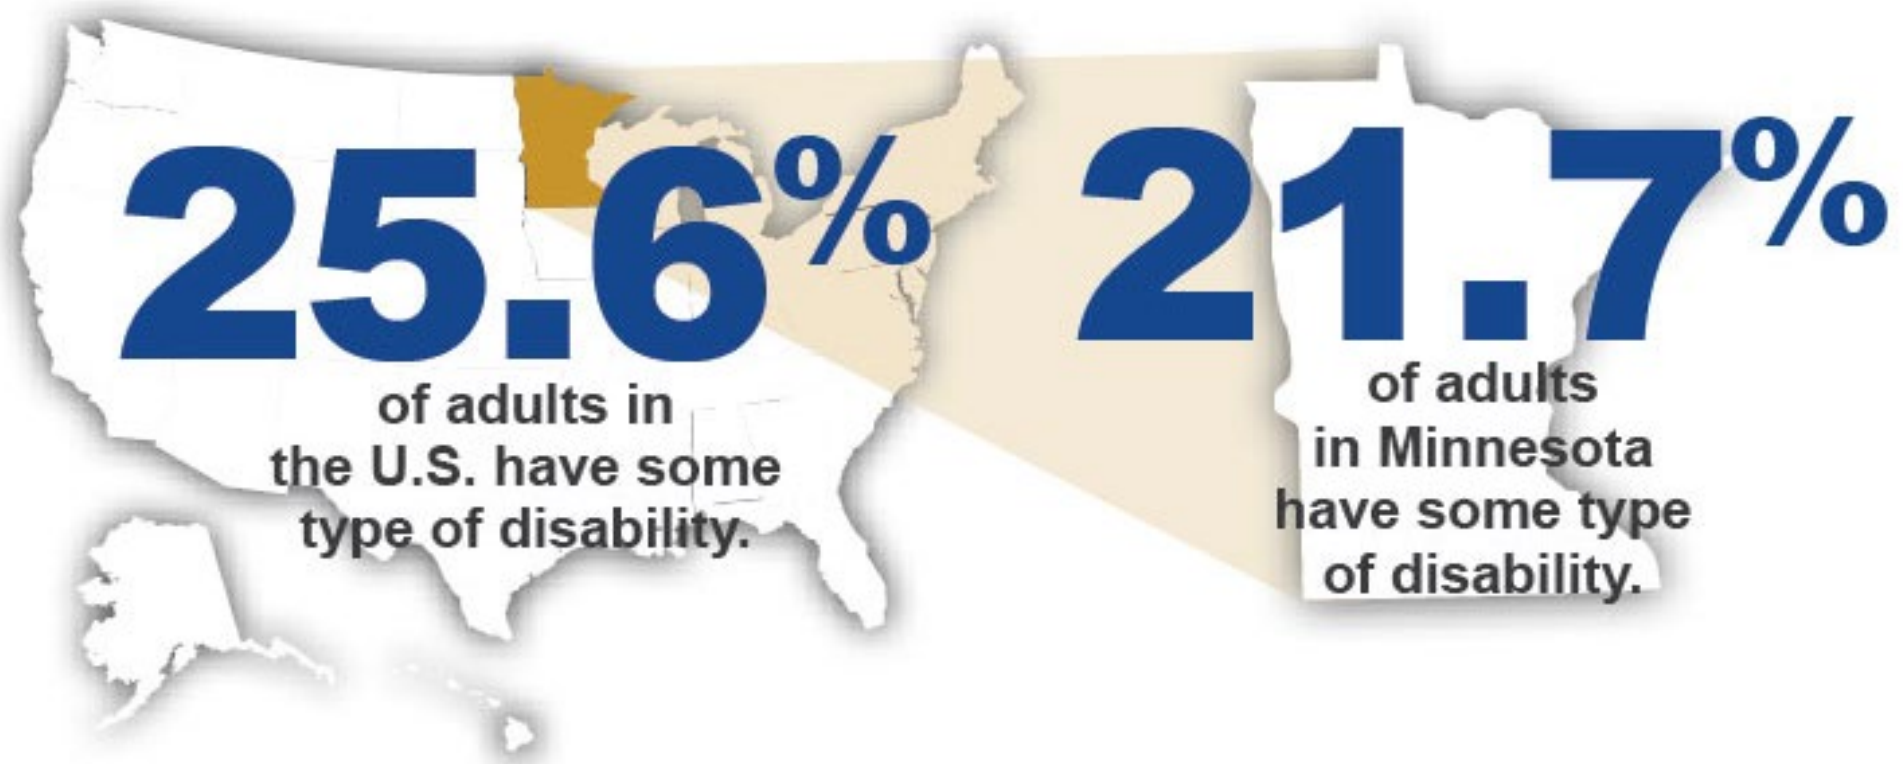 25.6%
of adults in
the U.S. have some
type of disability.
21.7%
of adults
in Minnesota
have some type
of disability.